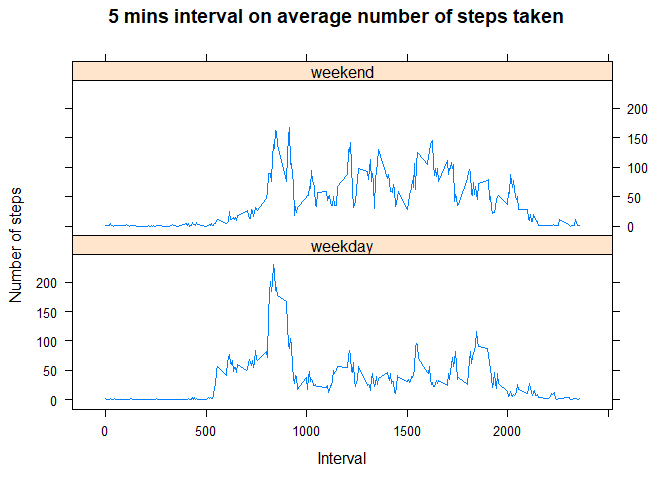 5 mins interval on average number of steps taken
weekend
200
150
100
50
0
weekday
200
150
100
50
0
Number of steps
0 500 1000 1500 2000
Interval